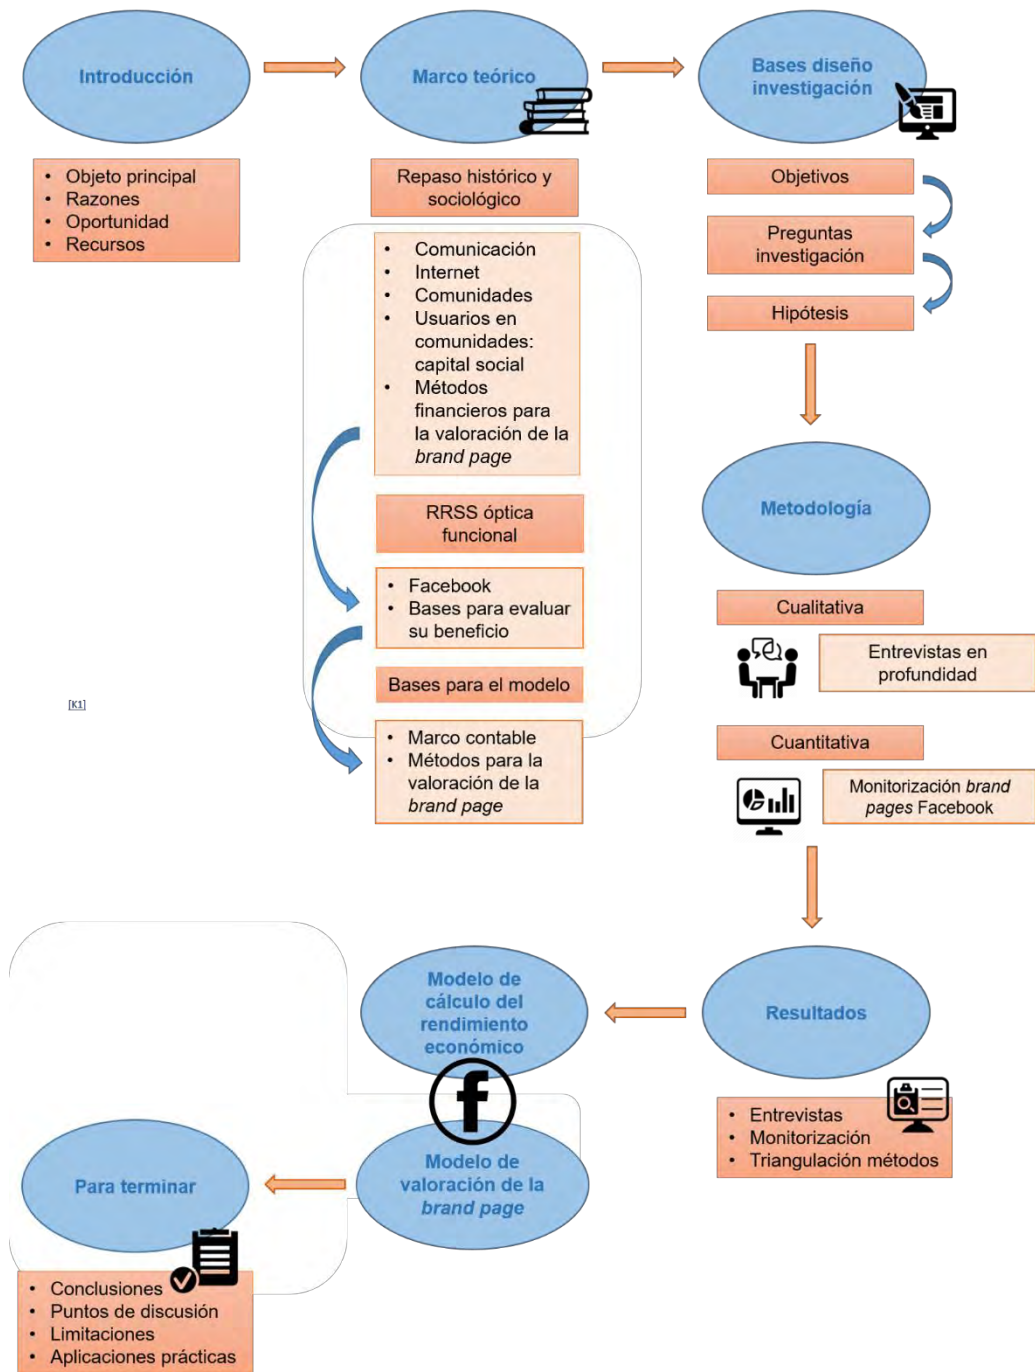 Introducción
• Objeto principal
• Razones
• Oportunidad
• Recursos
Marco teórico
Repaso histórico y
sociológico
• Comunicación
• Internet
• Comunidades
• Usuarios en
comunidades:
capital social
• Métodos
financieros para
la valoración de la
brand page
RRSS óptica
funcional
• Facebook
• Bases para evaluar
su beneficio
Bases para el modelo
• Marco contable
• Métodos para la
valoración de la
brand page
[K1]
Bases diseño
investigación
Objetivos
Preguntas
investigación
Hipótesis
Metodología
Cualitativa
Entrevistas en
profundidad
Cuantitativa
Monitorización brand
pages Facebook
Resultados
• Entrevistas
• Monitorización
• Triangulación métodos
Modelo de
cálculo del
rendimiento
económico
f
Modelo de
valoración de la
brand page
Para terminar
• Conclusiones
• Puntos de discusión
• Limitaciones
• Aplicaciones prácticas